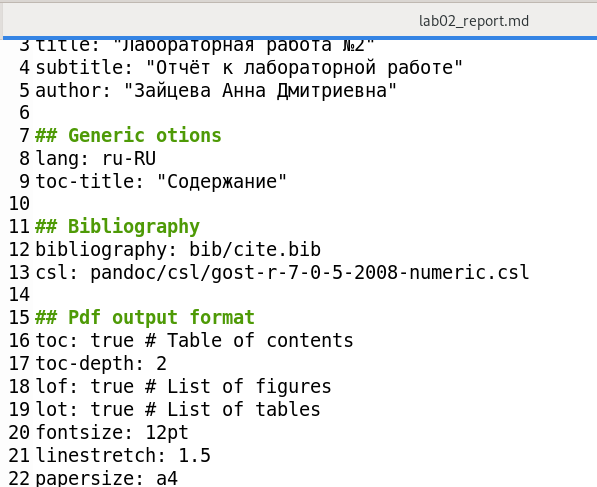 lab02_report.md
3 title: "Лабораторная работа №2"
4 subtitle: "Отчёт к лабораторной работе"
5 author: "Зайцева Анна Дмитриевна"
6
7 ## Generic otions
8 lang: ru-RU
9 toc-title: "Содержание"
10
11 ## Bibliography
12 bibliography: bib/cite.bib
13 csl: pandoc/csl/gost-r-7-0-5-2008-numeric.csl
14
15 ## Pdf output format
16 toc: true # Table of contents
17 toc-depth: 2
18 lof: true # List of figures
19 lot: true # List of tables
20 fontsize: 12pt
21 linestretch: 1.5
22 papersize: a4